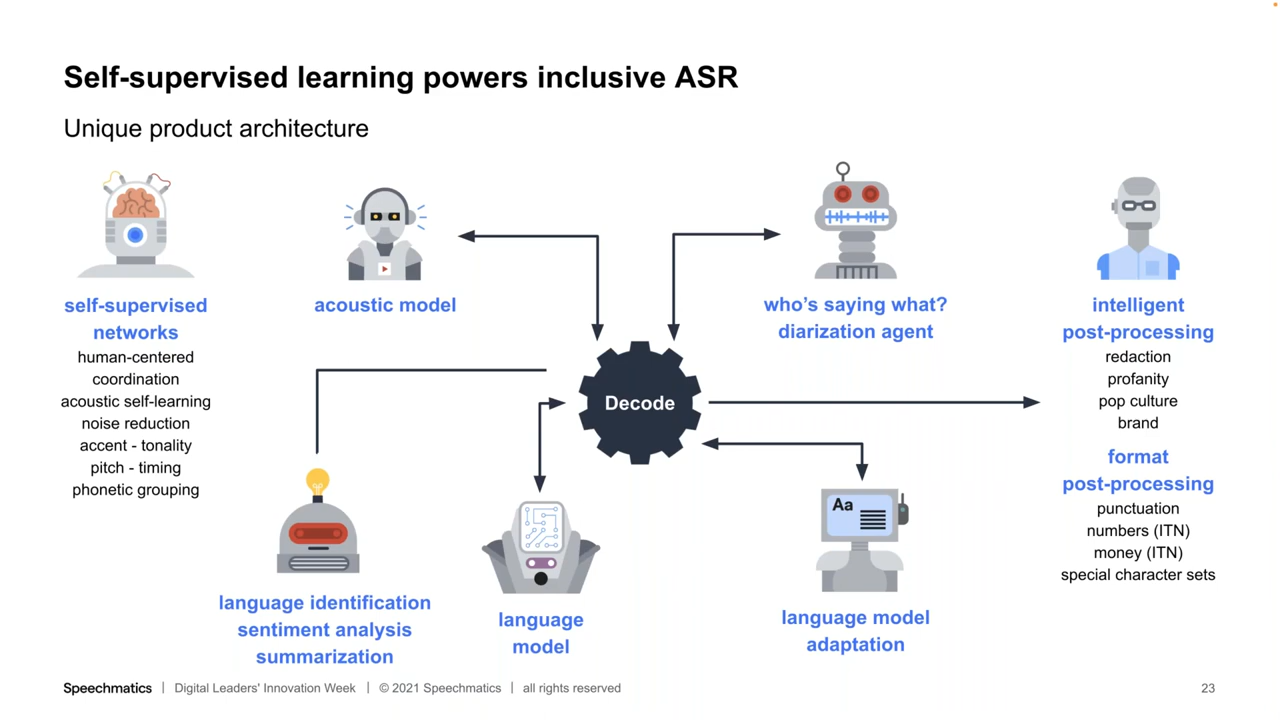 Self-supervised learning powers inclusive ASR
Unique product architecture
self-supervised
networks
human-centered
coordination
acoustic self-learning
noise reduction
accent - tonality
pitch - timing
phonetic grouping
acoustic model
who's saying what?
diarization agent
intelligent
post-processing
redaction
profanity
pop culture
brand
format
post-processing
punctuation
numbers (ITN)
money (ITN)
special character sets
Decode
language identification
sentiment analysis
summarization
language
model
Aa
language model
adaptation
Speechmatics | Digital Leaders' Innovation Week | © 2021 Speechmatics | all rights reserved
23